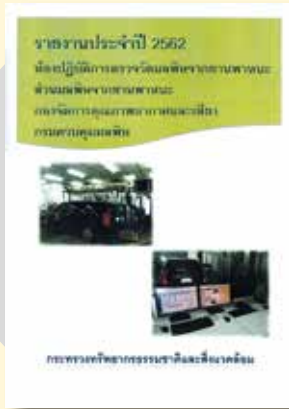 รายงานประจำปี 2562
ห้องปฏิบัติการตรวจวัดมลพิษจากยานพาหนะ
ส่วนมลพิษจากยานพาหนะ
กองจัดการคุณภาพอากาศและเสียง
กรมควบคุมมลพิษ
กระทรวงทรัพยากรธรรมชาติและสิ่งแวดล้อม